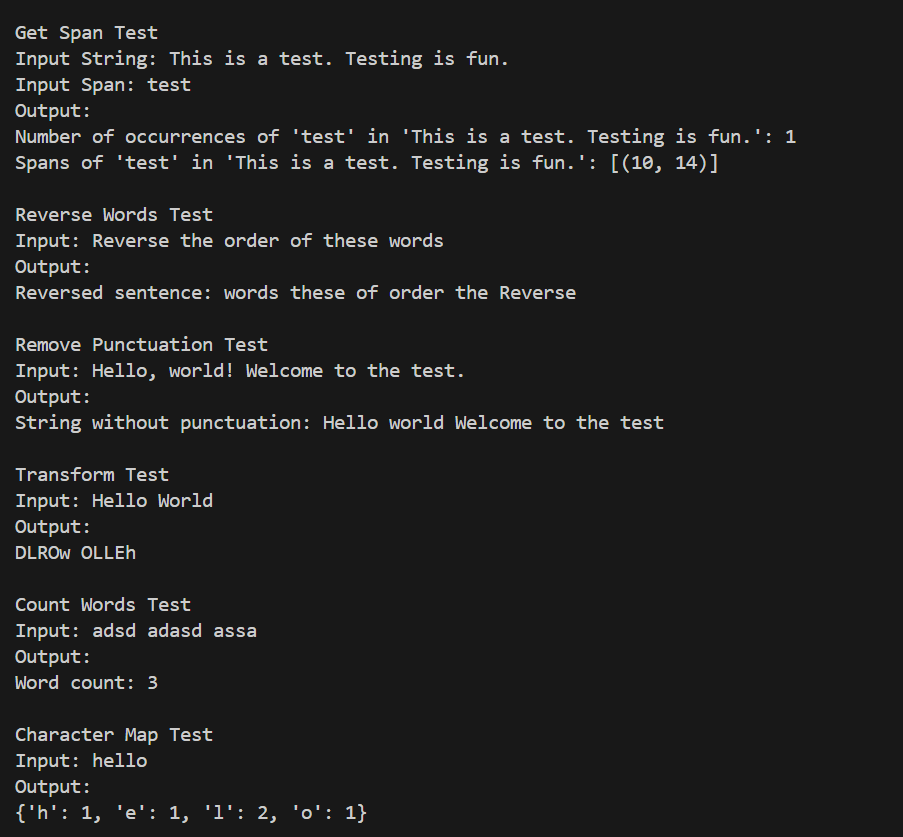 Get Span Test
Input String: This is a test. Testing is fun.
Input Span: test
Output:
Number of occurrences of 'test' in 'This is a test. Testing is fun.': 1
Spans of 'test' in 'This is a test. Testing is fun.': [(10, 14)]
Reverse Words Test
Input: Reverse the order of these words
Output:
Reversed sentence: words these of order the Reverse
Remove Punctuation Test
Input: Hello, world! Welcome to the test.
Output:
String without punctuation: Hello world Welcome to the test
Transform Test
Input: Hello World
Output:
DLROw OLLEh
Count Words Test
Input: adsd adasd assa
Output:
Word count: 3
Character Map Test
Input: hello
Output:
{'h': 1, 'e': 1, 'l': 2, 'o': 1}